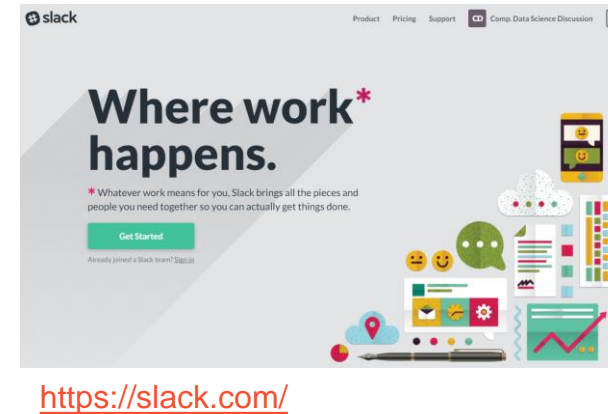 slack
Product Pricing Support CD Comp. Data Science Discussion
Where work*
happens.
* Whatever work means for you, Slack brings all the pieces and
people you need together so you can actually get things done.
Get Started
Already joined a Slack team? Sign in
https://slack.com/